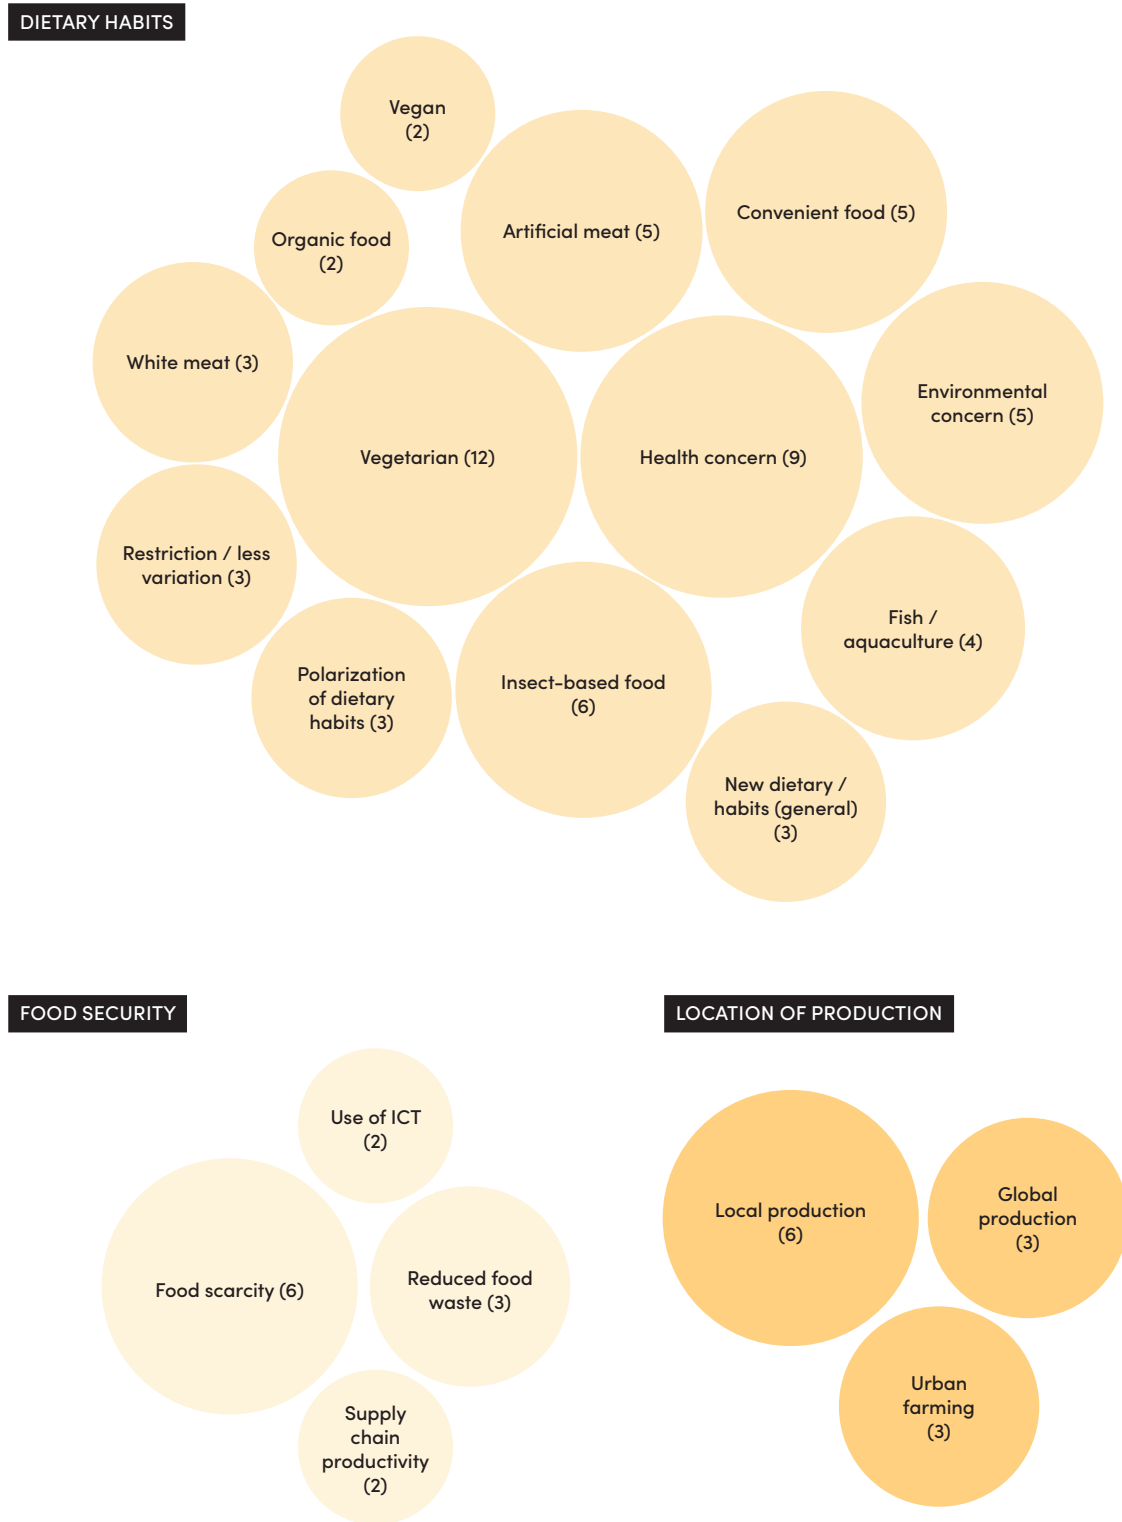 DIETARY HABITS
Vegan
(2)
Organic food
(2)
Artificial meat (5)
Convenient food (5)
White meat (3)
Environmental
concern (5)
Vegetarian (12)
Health concern (9)
Restriction / less
variation (3)
Fish /
aquaculture (4)
Polarization
of dietary
habits (3)
Insect-based food
(6)
New dietary /
habits (general)
(3)
FOOD SECURITY
Use of ICT
(2)
Food scarcity (6)
Reduced food
waste (3)
Supply
chain
productivity
(2)
LOCATION OF PRODUCTION
Local production
(6)
Global
production
(3)
Urban
farming
(3)